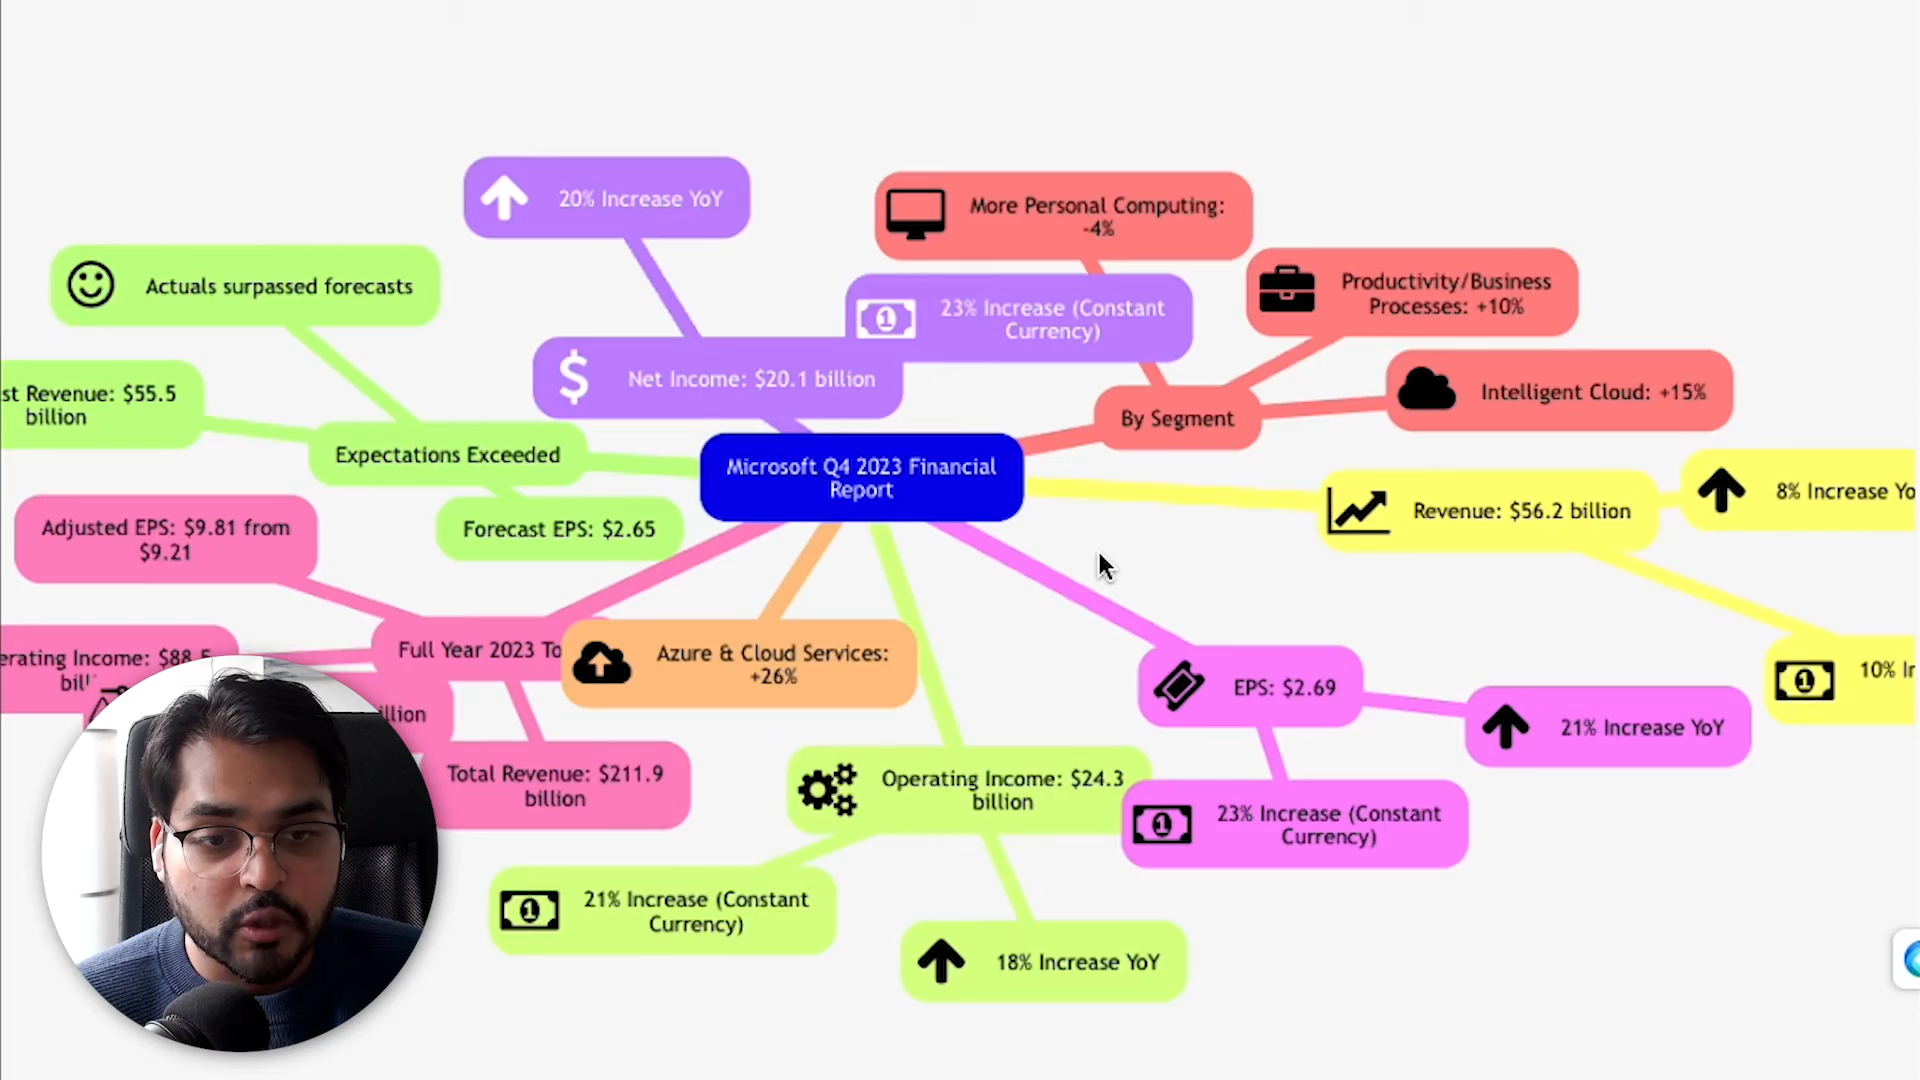 20% Increase YoY
More Personal Computing:
-4%
Actuals surpassed forecasts
23% Increase (Constant
Currency)
Productivity/Business
Processes: +10%
Net Income: $20.1 billion
st Revenue: $55.5
billion
Intelligent Cloud: +15%
By Segment
Expectations Exceeded
Microsoft Q4 2023 Financial
Report
8% Increase Yo
Revenue: $56.2 billion
Adjusted EPS: $9.81 from
$9.21
Forecast EPS: $2.65
Full Year 2023 To
Azure & Cloud Services:
+26%
erating Income: $88.5
bill
EPS: $2.69
10% In
illion
21% Increase YoY
Total Revenue: $211.9
billion
Operating Income: $24.3
billion
23% Increase (Constant
Currency)
21% Increase (Constant
Currency)
18% Increase YoY